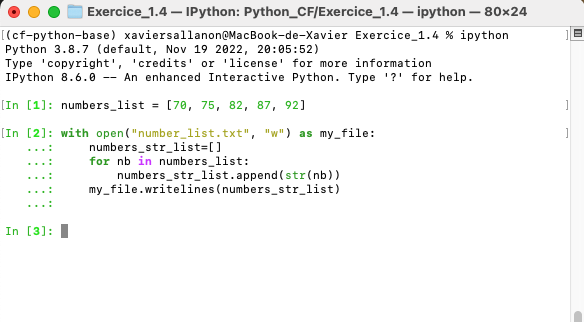 Exercice_1.4 — IPython: Python_CF/Exercice_1.4 — ipython — 80×24
(cf-python-base) xaviersallanon@MacBook-de-Xavier Exercice_1.4 % ipython
Python 3.8.7 (default, Nov 19 2022, 20:05:52)
Type 'copyright', 'credits' or 'license' for more information
IPython 8.6.0 -- An enhanced Interactive Python. Type '?' for help.
In [1]: numbers_list = [70, 75, 82, 87, 92]
In [2]: with open("number_list.txt", "w") as my_file:
   ...:     numbers_str_list=[]
   ...:     for nb in numbers_list:
   ...:         numbers_str_list.append(str(nb))
   ...:     my_file.writelines(numbers_str_list)
   ...:
In [3]: